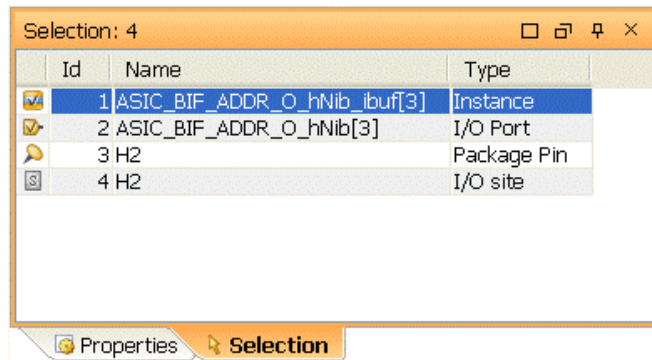 Selection: 4
Id Name Type
1 ASIC_BIF_ADDR_O_hNib_ibuf[3] Instance
2 ASIC_BIF_ADDR_O_hNib[3] I/O Port
3 H2 Package Pin
S 4 H2 I/O site
Properties Selection